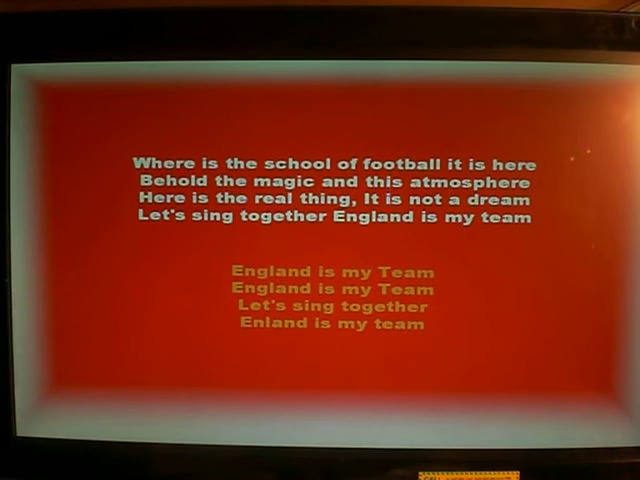 Where is the school of football it is here
Behold the magic and this atmosphere
Here is the real thing, It is not a dream
Let's sing together England is my team
England is my Team
England is my Team
Let's sing together
Enland is my team
CALL